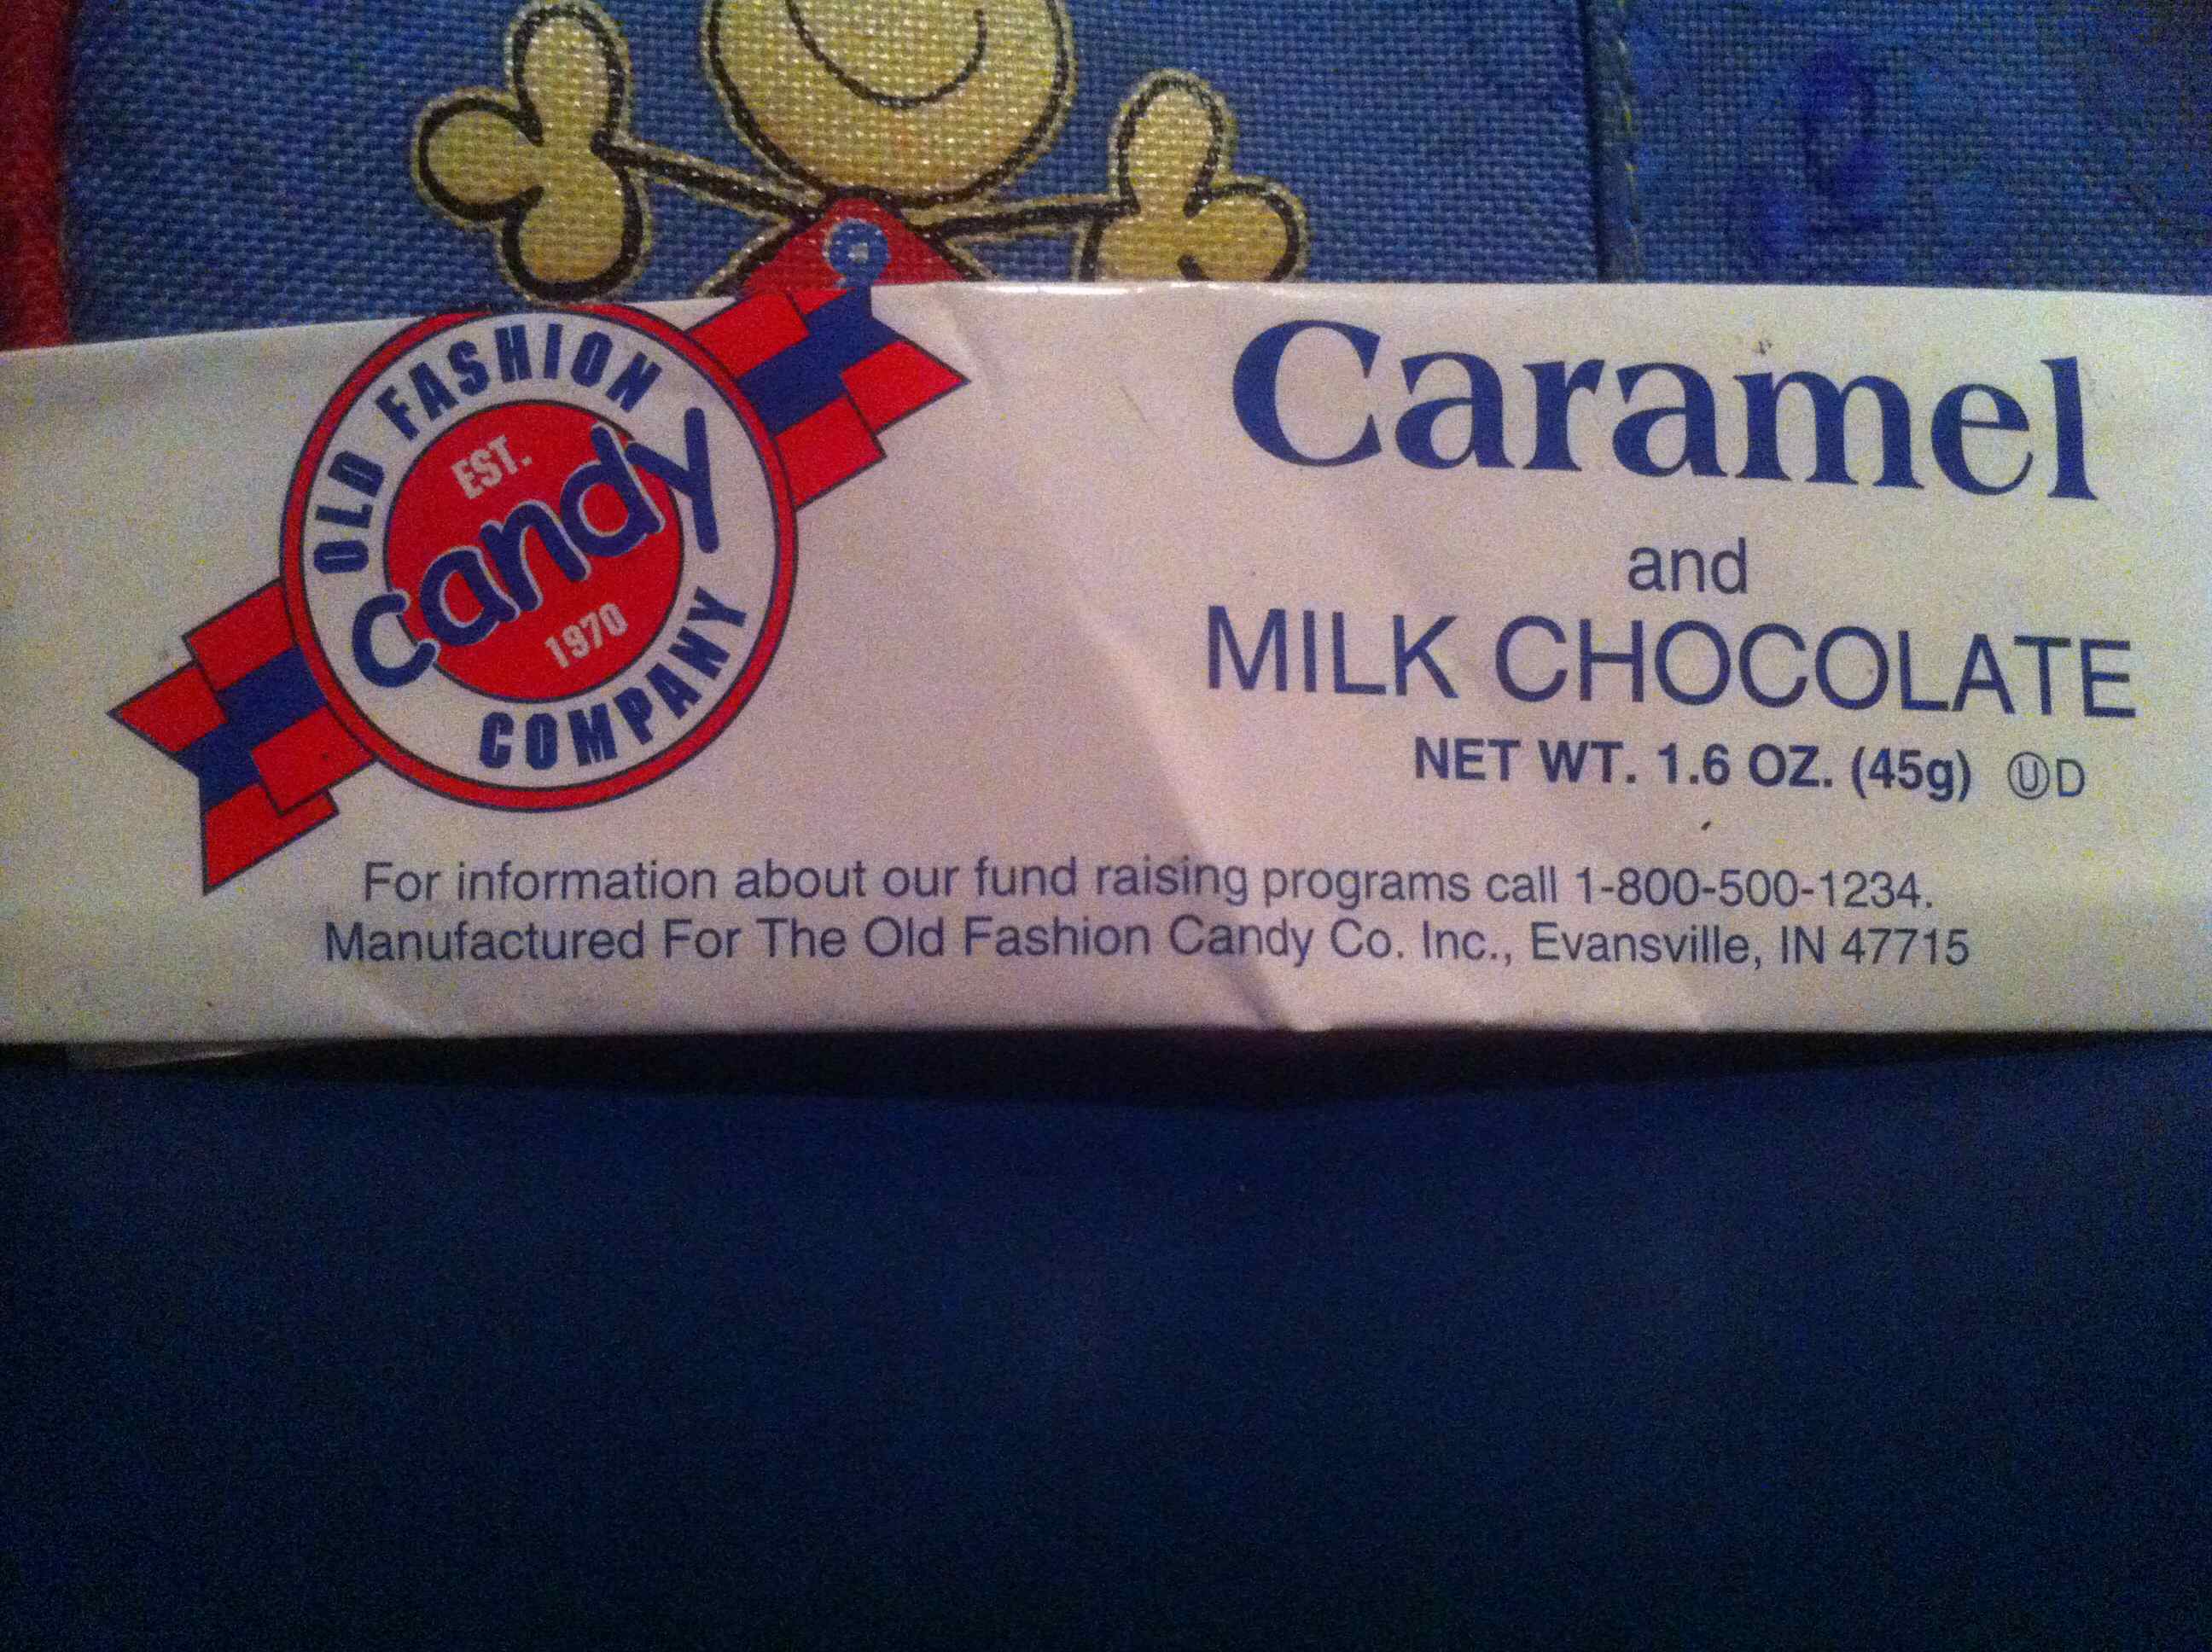 OLD FASHION
EST.
candy
1970
COMPANY
Caramel
and
MILK CHOCOLATE
NET WT. 1.6 OZ. (45g) ⓊD
For information about our fund raising programs call 1-800-500-1234.
Manufactured For The Old Fashion Candy Co. Inc., Evansville, IN 47715